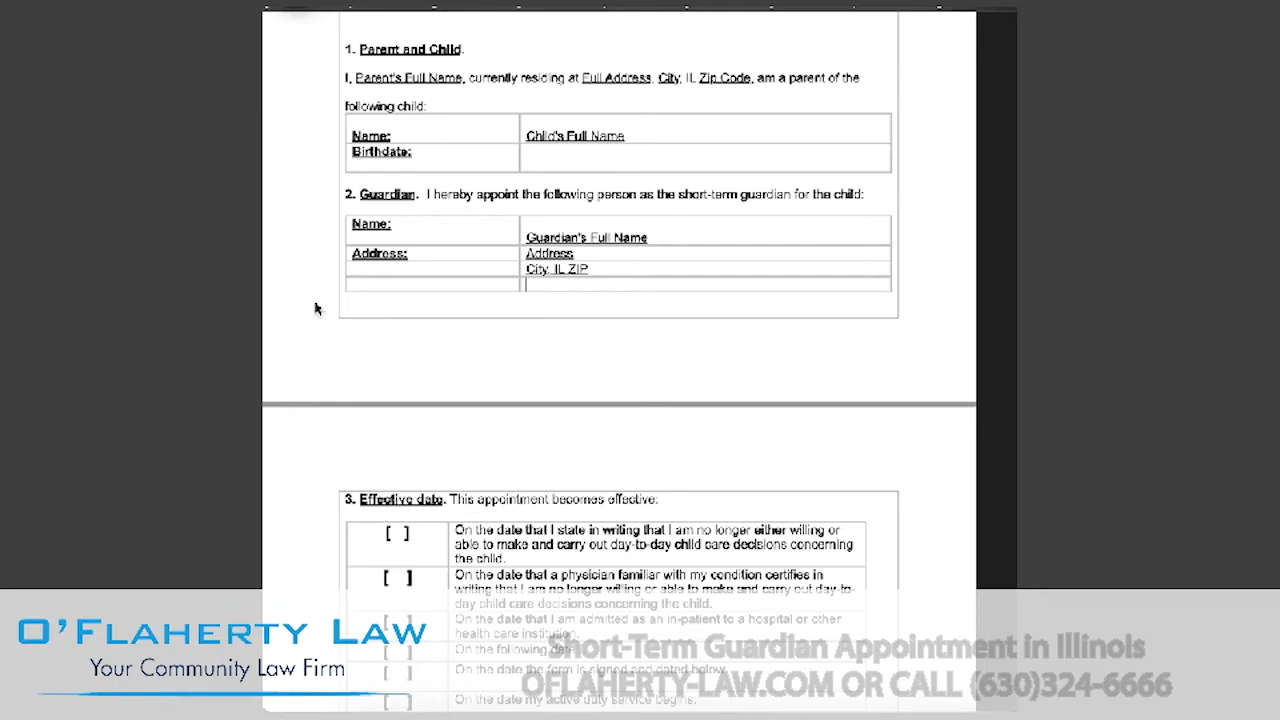 1. Parent and Child.
I, Parent's Full Name, currently residing at Full Address, City, IL Zip Code, am a parent of the
following child:
Name: Child's Full Name
Birthdate:
2. Guardian. I hereby appoint the following person as the short-term guardian for the child:
Name:
Guardian's Full Name
Address: Address
City, IL ZIP
3. Effective date. This appointment becomes effective:
[ ] On the date that I state in writing that I am no longer either willing or
able to make and carry out day-to-day child care decisions concerning
the child.
[ ] On the date that a physician familiar with my condition certifies in
writing that I am no longer willing or able to make and carry out day-to-
day child care decisions concerning the child.
[ ] On the date that I am admitted as an in-patient to a hospital or other
health care institution.
[ ] On the following date
[ ] On the date the form is signed and dated below.
[ ] On the date my active duty service begins.
O'FLAHERTY LAW
Your Community Law Firm
Short-Term Guardian Appointment in Illinois
OFLAHERTY-LAW.COM OR CALL (630)324-6666